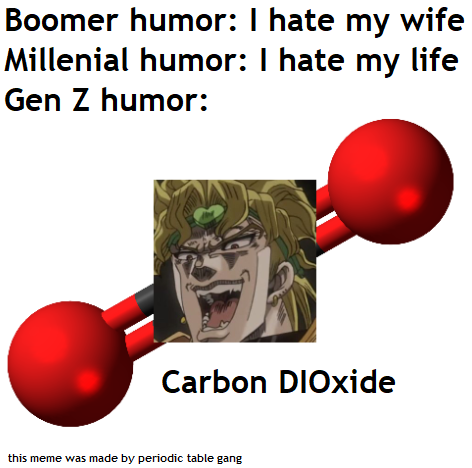 Boomer humor: I hate my wife
Millenial humor: I hate my life
Gen Z humor:
Carbon DIOxide
this meme was made by periodic table gang